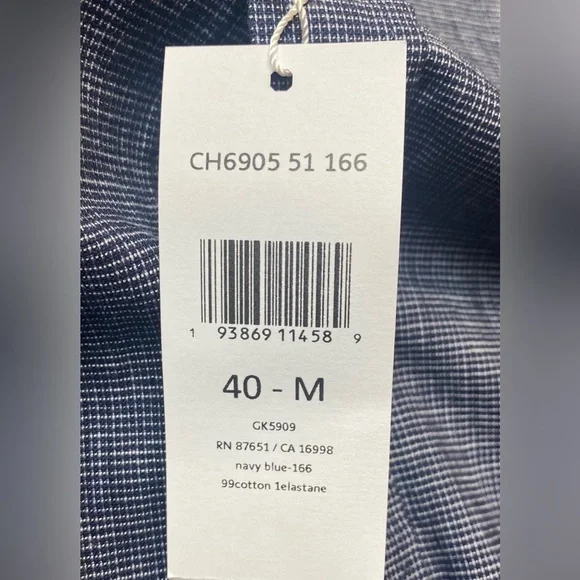 CH6905 51 166
1 93869 11458 9
40 - M
GK5909
RN 87651 / CA 16998
navy blue-166
99cotton 1elastane